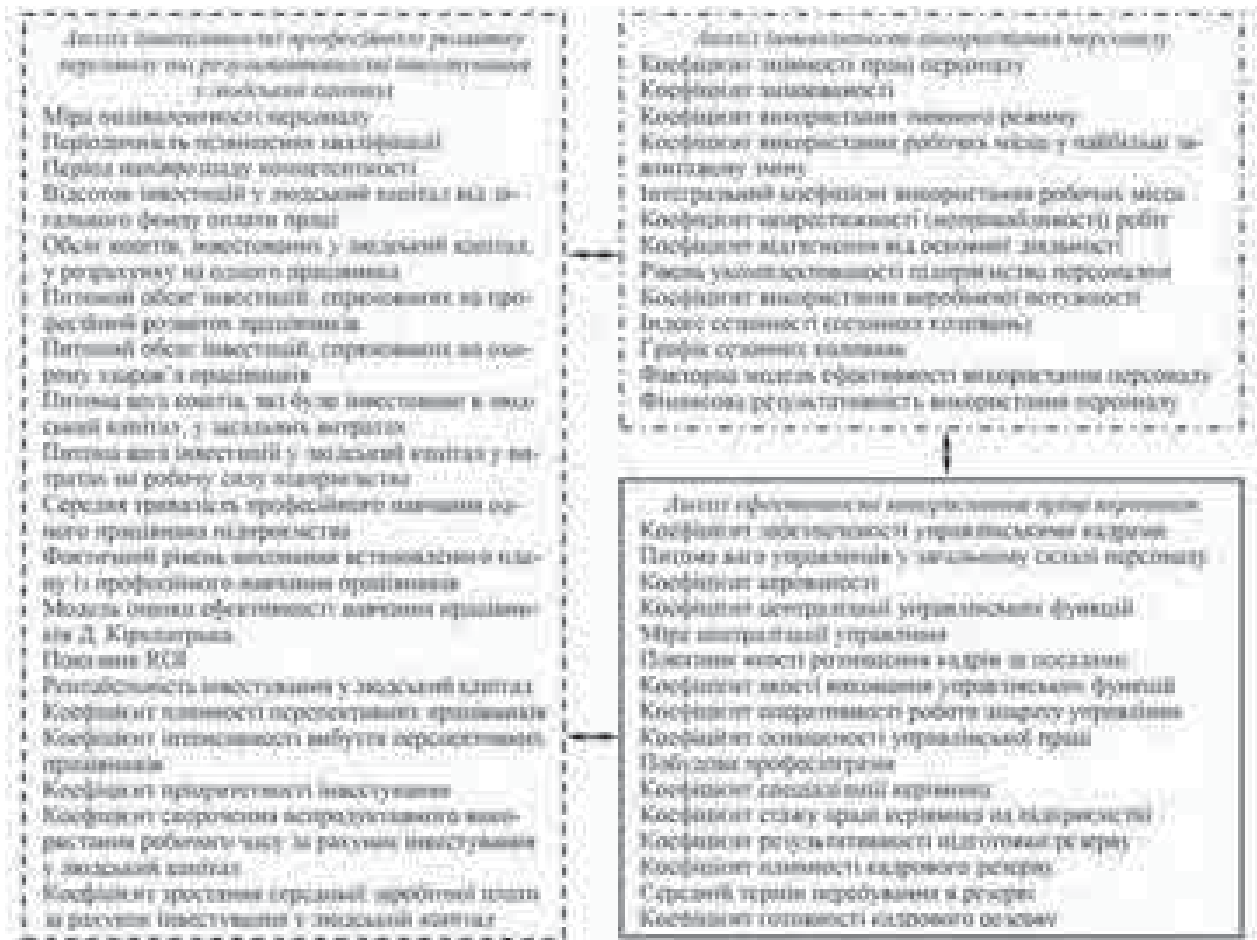 Аналіз інтенсивності професійного розвитку
персоналу та результативності інвестування
у людський капітал
Міра еквівалентності персоналу
Періодичність підвищення кваліфікації
Період напіврозпаду компетентності
Відсоток інвестицій у людський капітал від за-
гального фонду оплати праці
Обсяг коштів, інвестованих у людський капітал,
у розрахунку на одного працівника
Питомий обсяг інвестицій, спрямованих на про-
фесійний розвиток працівників
Питомий обсяг інвестицій, спрямованих на охо-
рону здоров'я працівників
Питома вага коштів, які були інвестовані в люд-
ський капітал, у загальних витратах
Питома вага інвестицій у людський капітал у ви-
тратах на робочу силу підприємства
Середня тривалість професійного навчання од-
ного працівника підприємства
Фактичний рівень виконання встановленого пла-
ну із професійного навчання працівників
Модель оцінки ефективності навчання працівни-
ків Д. Кіркпатрика
Показник ROI
Рентабельність інвестування у людський капітал
Коефіцієнт плинності перспективних працівників
Коефіцієнт інтенсивності вибуття перспективних
працівників
Коефіцієнт пріоритетності інвестування
Коефіцієнт скорочення непродуктивного вико-
ристання робочого часу за рахунок інвестування
у людський капітал
Коефіцієнт зростання середньої заробітної плати
за рахунок інвестування у людський капітал
Аналіз використання персоналу
Коефіцієнт змінності праці персоналу
Коефіцієнт
Коефіцієнт використання змінного режиму
Коефіцієнт використання робочих місць у найбільш за-
вантажену зміну
Інтегральний коефіцієнт використання робочих місць
Коефіцієнт непрестижності (непривабливості) робіт
Коефіцієнт відтягнення від основної діяльності
Рівень укомплектованості підприємства персоналом
Коефіцієнт використання виробничої потужності
Індекс сезонності (сезонних коливань)
Графік сезонних коливань
Факторна модель ефективності використання персоналу
Фінансова результативність використання персоналу
Аналіз ефективності використання праці керівників
Коефіцієнт забезпеченості управлінськими кадрами
Питома вага управлінців у загальному складі персоналу
Коефіцієнт керованості
Коефіцієнт централізації управлінських функцій
Міра централізації управління
Показник якості розміщення кадрів за посадами
Коефіцієнт якості виконання управлінських функцій
Коефіцієнт оперативності роботи апарату управління
Коефіцієнт оснащеності управлінської праці
Побудова професіограми
Коефіцієнт спеціалізації керівника
Коефіцієнт стажу праці керівника на підприємстві
Коефіцієнт результативності підготовки резерву
Коефіцієнт плинності кадрового резерву
Середній термін перебування в резерві
Коефіцієнт готовності кадрового резерву